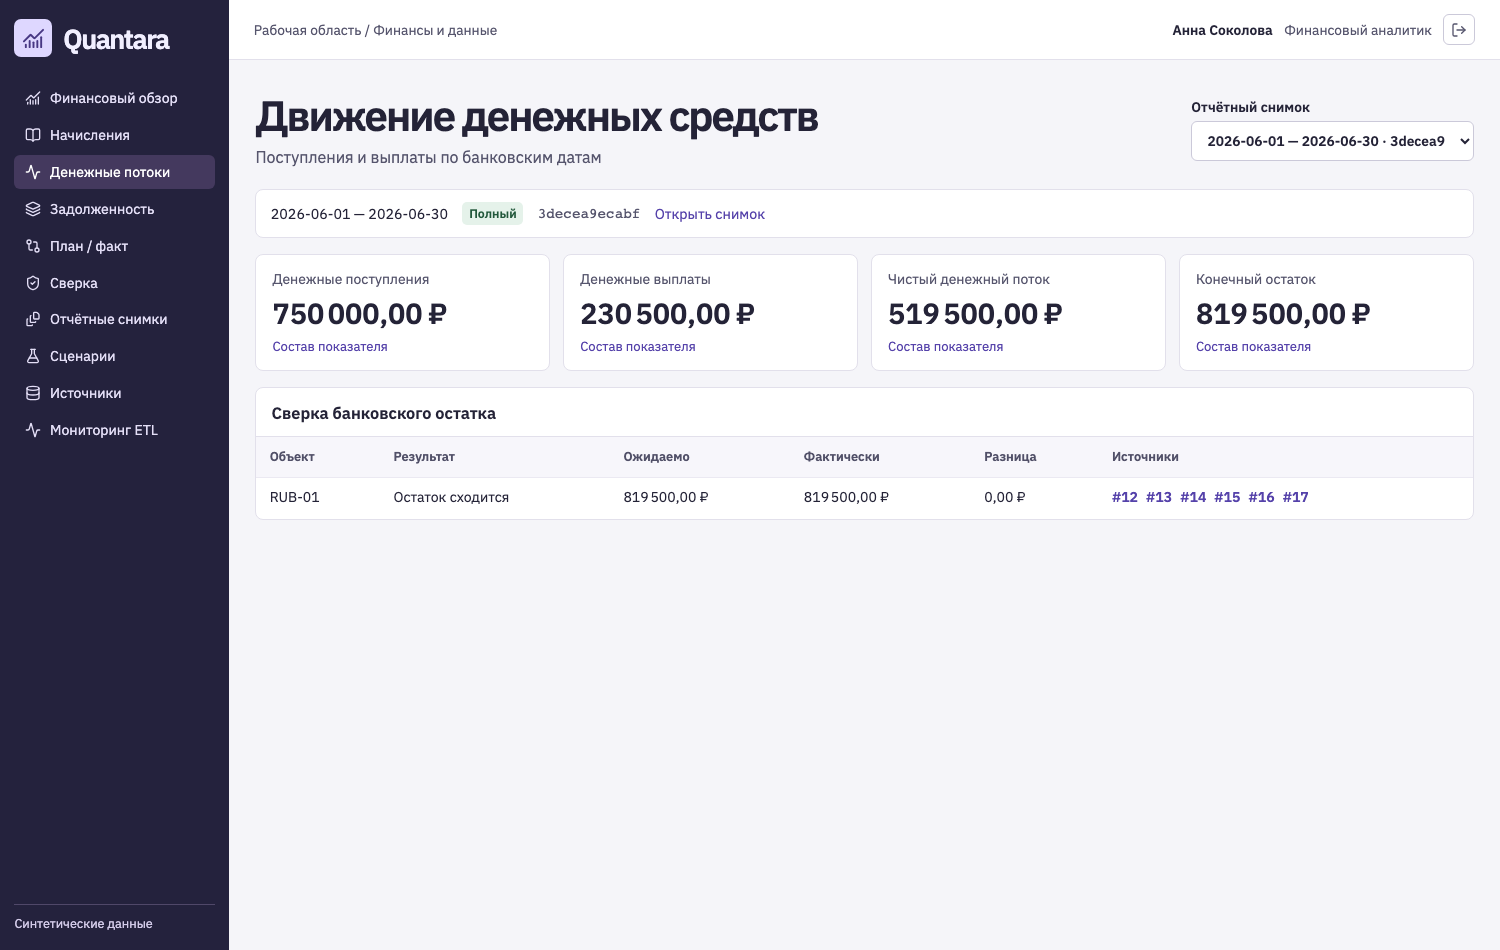 Quantara
Финансовый обзор
Начисления
Денежные потоки
Задолженность
План / факт
Сверка
Отчётные снимки
Сценарии
Источники
Мониторинг ETL
Синтетические данные
Рабочая область / Финансы и данные
Анна Соколова Финансовый аналитик
Движение денежных средств
Поступления и выплаты по банковским датам
Отчётный снимок
2026-06-01 — 2026-06-30 · 3decea9
2026-06-01 — 2026-06-30 Полный 3decea9ecabf Открыть снимок
Денежные поступления
750 000,00 ₽
Состав показателя
Денежные выплаты
230 500,00 ₽
Состав показателя
Чистый денежный поток
519 500,00 ₽
Состав показателя
Конечный остаток
819 500,00 ₽
Состав показателя
Сверка банковского остатка
Объект Результат Ожидаемо Фактически Разница Источники
RUB-01 Остаток сходится 819 500,00 ₽ 819 500,00 ₽ 0,00 ₽ #12 #13 #14 #15 #16 #17